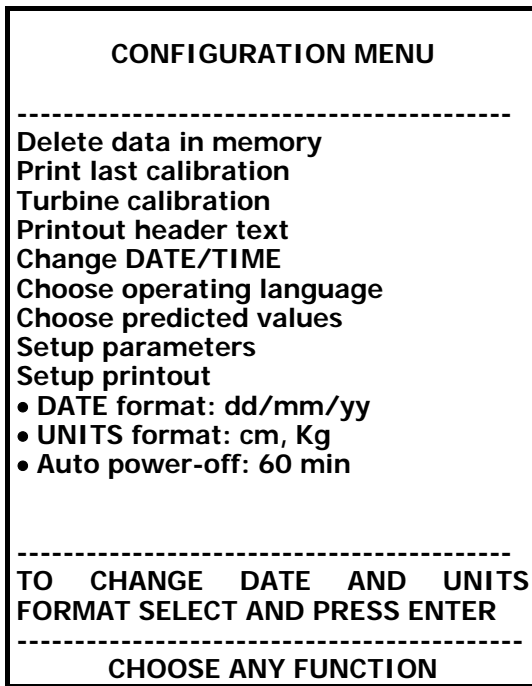 CONFIGURATION MENU
--------------------------------------------
Delete data in memory
Print last calibration
Turbine calibration
Printout header text
Change DATE/TIME
Choose operating language
Choose predicted values
Setup parameters
Setup printout
• DATE format: dd/mm/yy
• UNITS format: cm, Kg
• Auto power-off: 60 min
--------------------------------------------
TO CHANGE DATE AND UNITS
FORMAT SELECT AND PRESS ENTER
---------------------------------------------
CHOOSE ANY FUNCTION